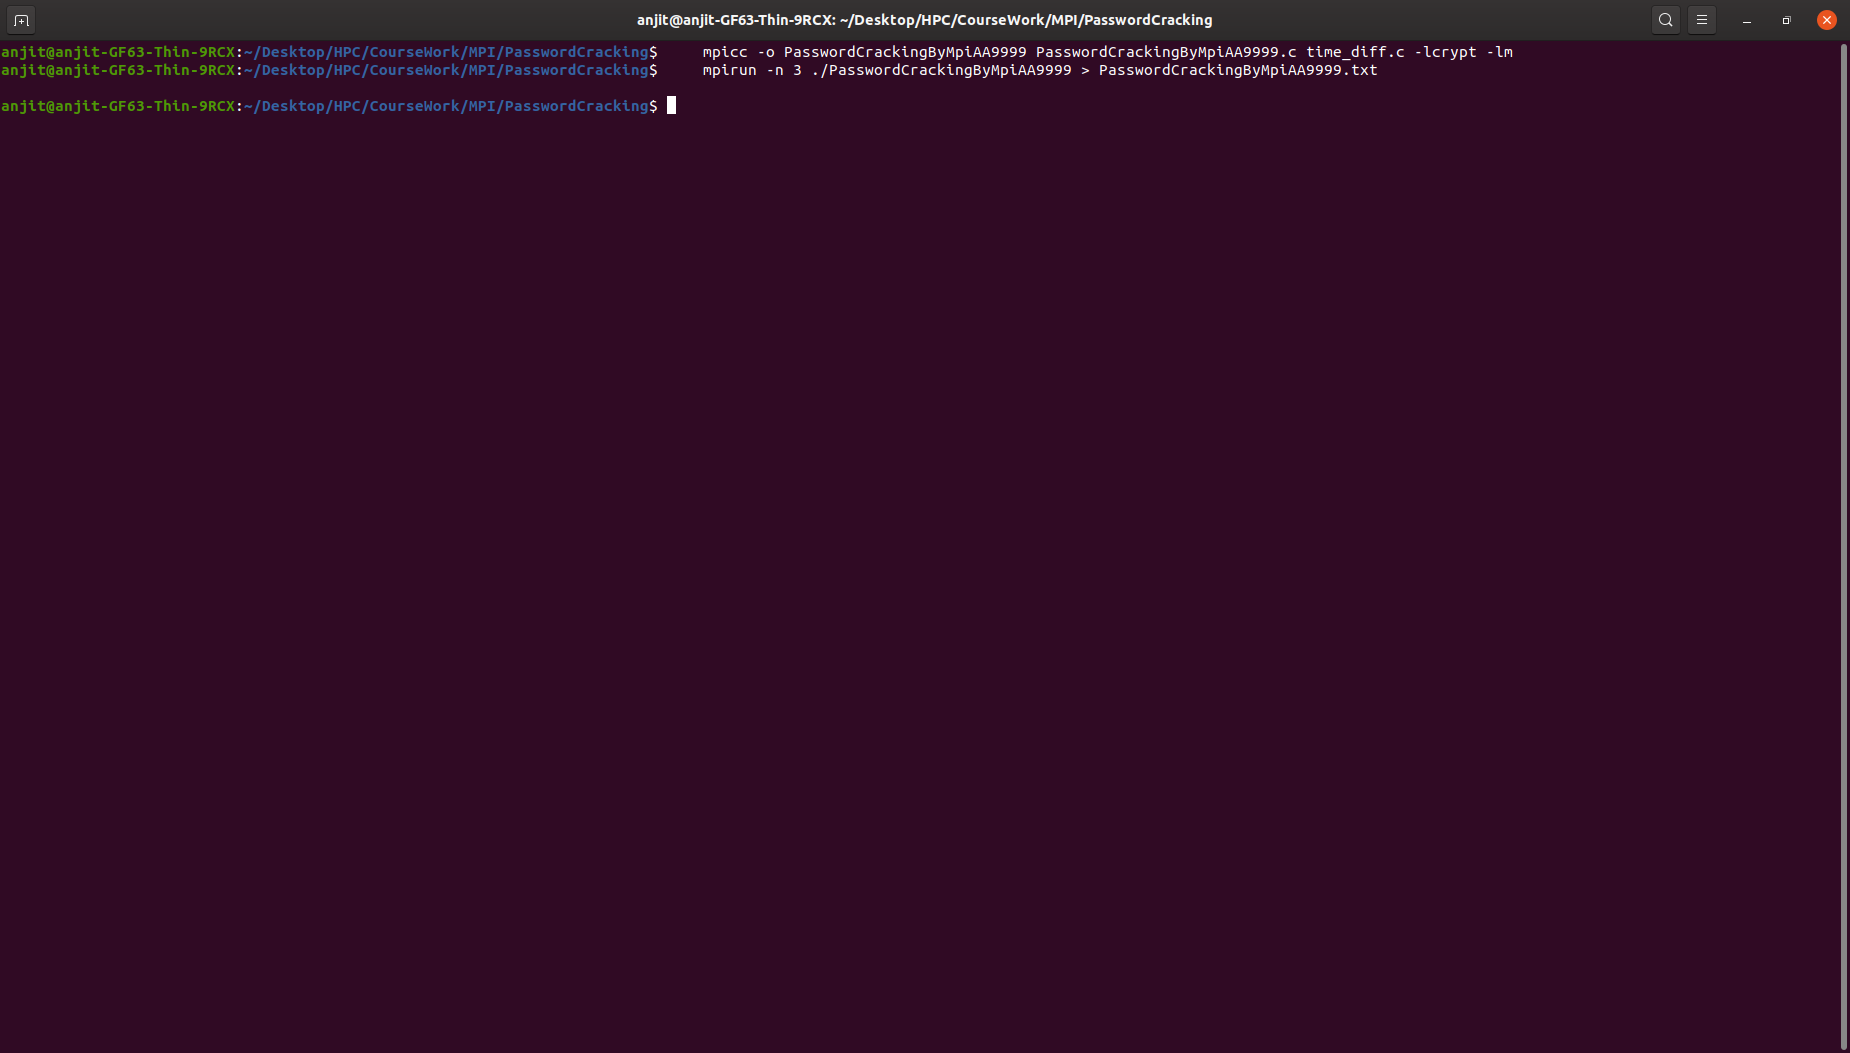 anjit@anjit-GF63-Thin-9RCX: ~/Desktop/HPC/CourseWork/MPI/PasswordCracking
anjit@anjit-GF63-Thin-9RCX:~/Desktop/HPC/CourseWork/MPI/PasswordCracking$     mpicc -o PasswordCrackingByMpiAA9999 PasswordCrackingByMpiAA9999.c time_diff.c -lcrypt -lm
anjit@anjit-GF63-Thin-9RCX:~/Desktop/HPC/CourseWork/MPI/PasswordCracking$     mpirun -n 3 ./PasswordCrackingByMpiAA9999 > PasswordCrackingByMpiAA9999.txt
anjit@anjit-GF63-Thin-9RCX:~/Desktop/HPC/CourseWork/MPI/PasswordCracking$